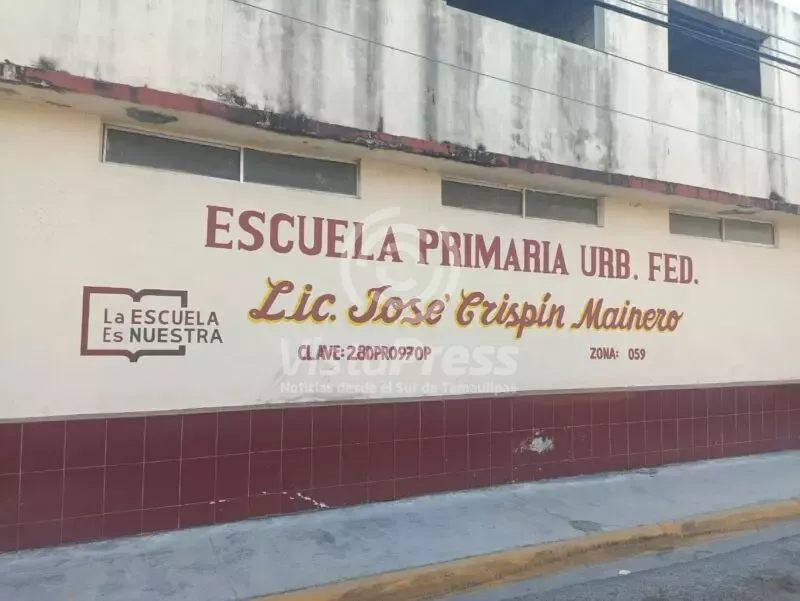 ESCUELA PRIMARIA URB. FED.
Lic. José Crispín Mainero
La ESCUELA
Es NUESTRA
CLAVE: 28DPR0970P
ZONA: 059
VistaPress
Noticias desde el Sur de Tamaulipas